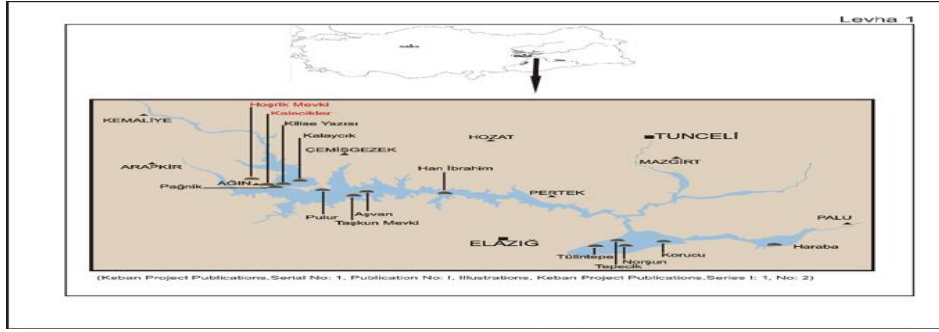 Levha 1
Hoşrik Mevki
Kalecikler
KEMALİYE
Kilise Yazısı
Kalaycık
HOZAT
TUNCELİ
ÇEMİŞGEZEK
MAZGİRT
ARAPKİR
Han İbrahim
AĞIN
Pağnik
PERTEK
Pulur
Aşvan
Taşkun Mevki
PALU
ELAZIĞ
Haraba
Tülintepe
Korucu
Norşun
Tepecik
(Keban Project Publications,Serial No: 1, Publication No: I, Illustrations, Keban Project Publications,Series I: 1, No: 2)